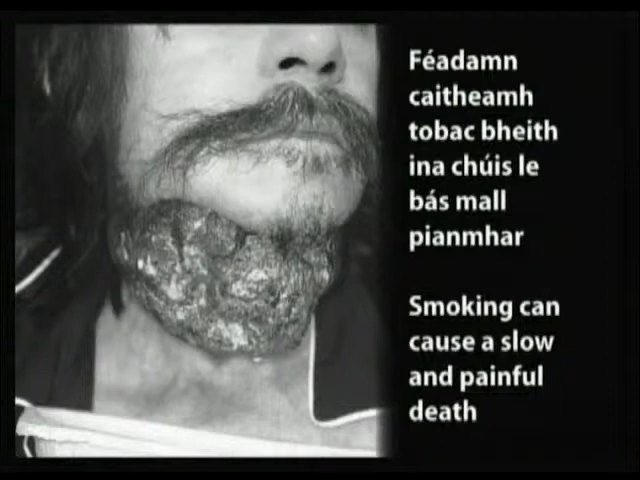 Féadamn
caitheamh
tobac bheith
ina chúis le
bás mall
pianmhar
Smoking can
cause a slow
and painful
death